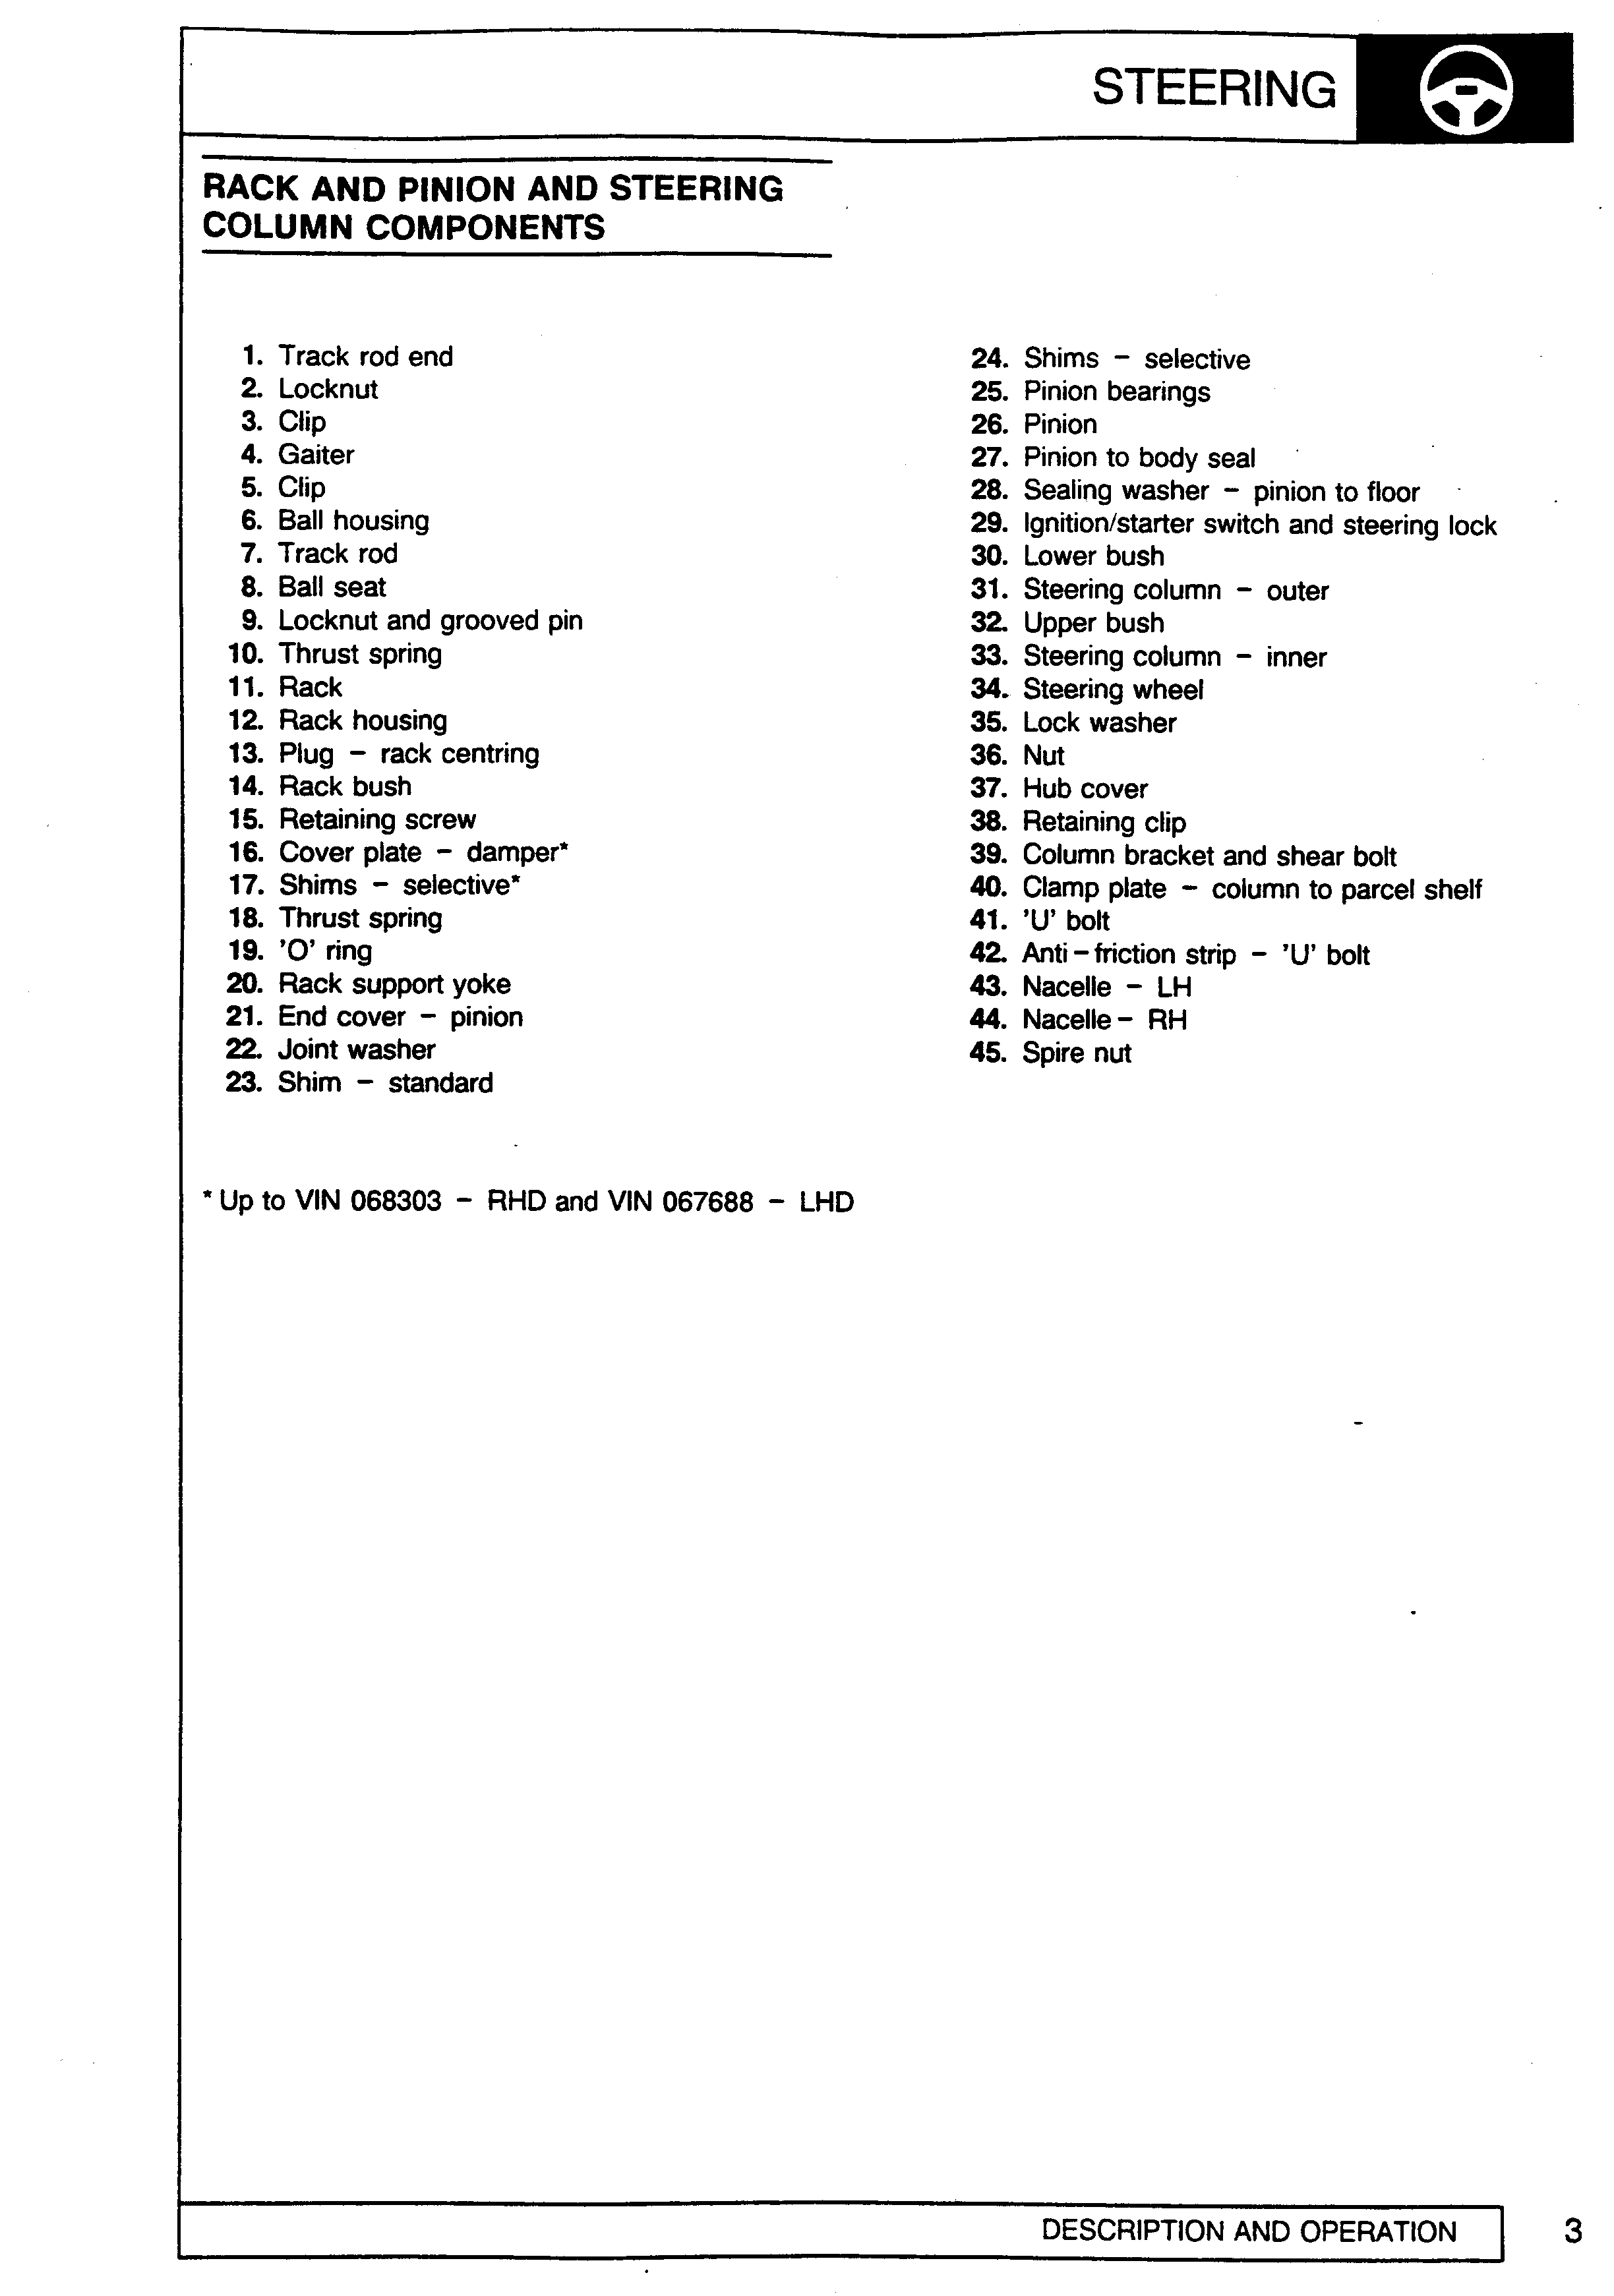 STEERING
RACK AND PINION AND STEERING
COLUMN COMPONENTS
1. Track rod end
2. Locknut
3. Clip
4. Gaiter
5. Clip
6. Ball housing
7. Track rod
8. Ball seat
9. Locknut and grooved pin
10. Thrust spring
11. Rack
12. Rack housing
13. Plug – rack centring
14. Rack bush
15. Retaining screw
16. Cover plate – damper*
17. Shims – selective*
18. Thrust spring
19. 'O' ring
20. Rack support yoke
21. End cover – pinion
22. Joint washer
23. Shim – standard
24. Shims – selective
25. Pinion bearings
26. Pinion
27. Pinion to body seal
28. Sealing washer – pinion to floor
29. Ignition/starter switch and steering lock
30. Lower bush
31. Steering column – outer
32. Upper bush
33. Steering column – inner
34. Steering wheel
35. Lock washer
36. Nut
37. Hub cover
38. Retaining clip
39. Column bracket and shear bolt
40. Clamp plate – column to parcel shelf
41. 'U' bolt
42. Anti–friction strip – 'U' bolt
43. Nacelle – LH
44. Nacelle – RH
45. Spire nut
* Up to VIN 068303 – RHD and VIN 067688 – LHD
DESCRIPTION AND OPERATION
3